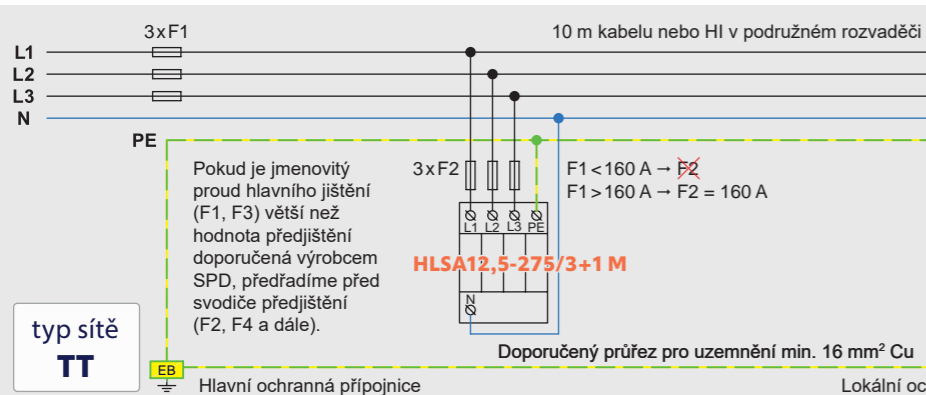 3xF1
10 m kabelu nebo HI v podružném rozvaděči
L1
L2
L3
N
PE
Pokud je jmenovitý
proud hlavního jištění
(F1, F3) větší než
hodnota předjištění
doporučená výrobcem
SPD, předřadíme před
svodiče předjištění
(F2, F4 a dále).
3xF2
F1<160 A → F2
F1>160 A → F2 = 160 A
L1 L2 L3 PE
HLSA12,5-275/3+1 M
N
typ sítě
TT
Doporučený průřez pro uzemnění min. 16 mm² Cu
EB
Hlavní ochranná přípojnice
Lokální oc